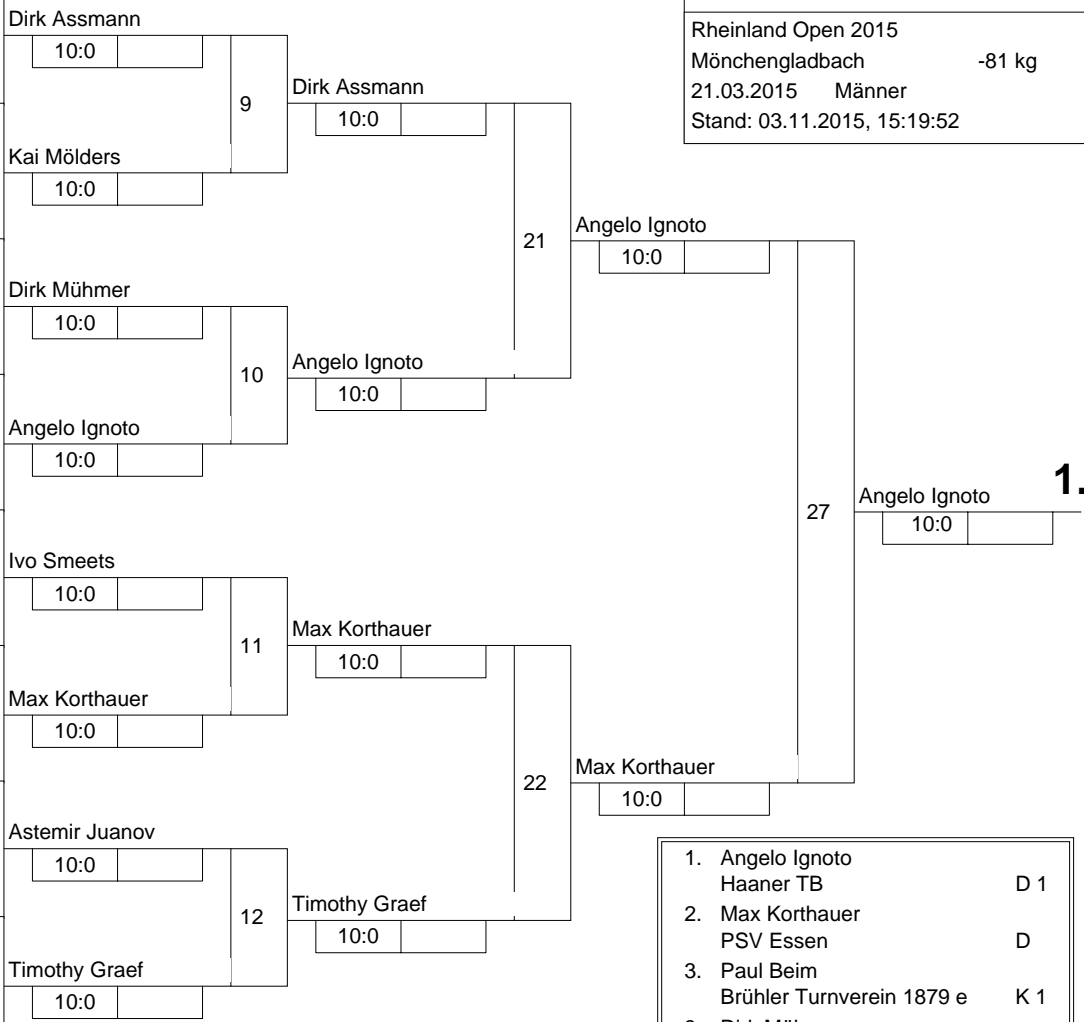 Dirk Assmann
10:0
9
Kai Mölders
10:0
Dirk Assmann
10:0
Rheinland Open 2015
Mönchengladbach -81 kg
21.03.2015 Männer
Stand: 03.11.2015, 15:19:52
21
Dirk Mühmer
10:0
10
Angelo Ignoto
10:0
Angelo Ignoto
10:0
Angelo Ignoto
10:0
27
Angelo Ignoto 1.
10:0
Ivo Smeets
10:0
11
Max Korthauer
10:0
Max Korthauer
10:0
22
Max Korthauer
10:0
Astemir Juanov
10:0
12
Timothy Graef
10:0
Timothy Graef
10:0
1. Angelo Ignoto
Haaner TB D 1
2. Max Korthauer
PSV Essen D
3. Paul Beim
Brühler Turnverein 1879 e K 1